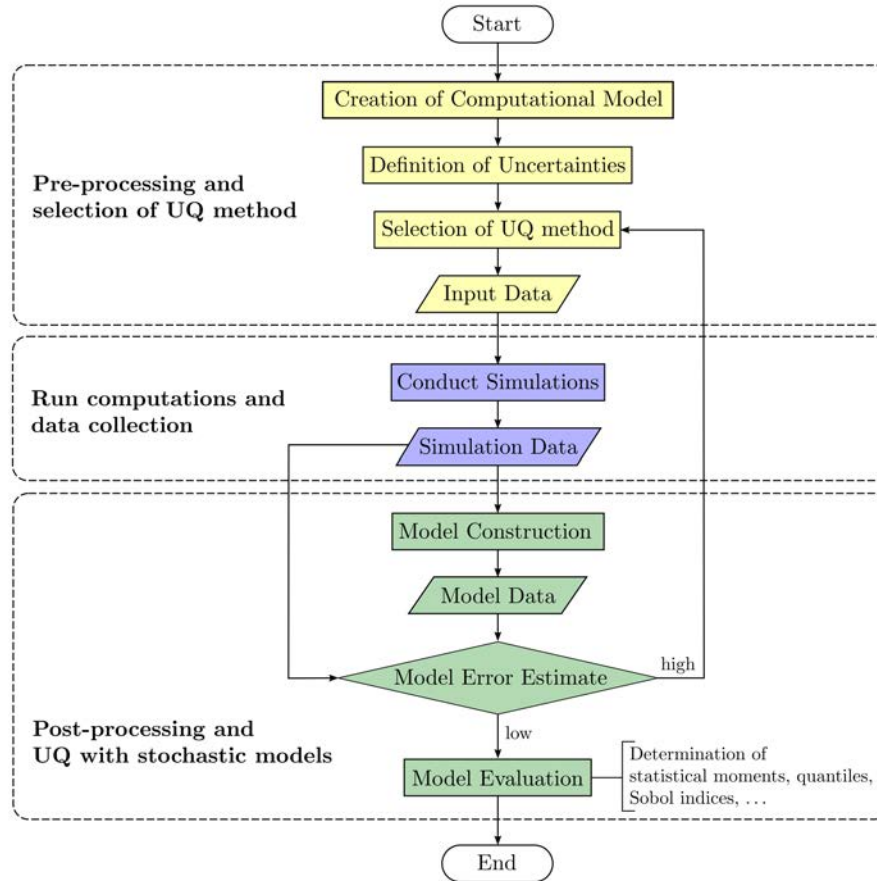 Start
Creation of Computational Model
Definition of Uncertainties
Pre-processing and
selection of UQ method
Selection of UQ method
Input Data
Conduct Simulations
Run computations and
data collection
Simulation Data
Model Construction
Model Data
Model Error Estimate
high
low
Post-processing and
UQ with stochastic models
Model Evaluation
Determination of
statistical moments, quantiles,
Sobol indices, …
End